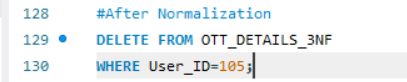 128 #After Normalization
129 DELETE FROM OTT_DETAILS_3NF
130 WHERE User_ID=105;